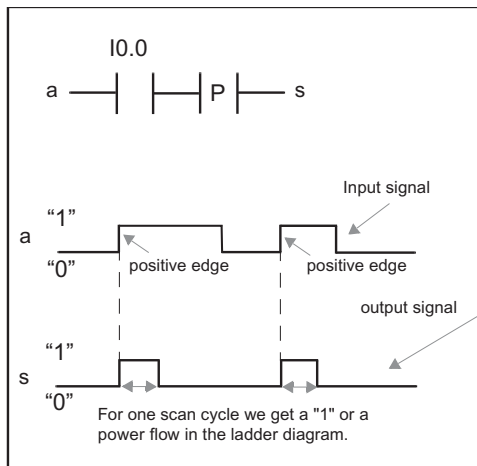 I0.0
a P s
Input signal
“1”
a
“0”
positive edge positive edge
output signal
“1”
s
“0”
For one scan cycle we get a "1" or a
power flow in the ladder diagram.